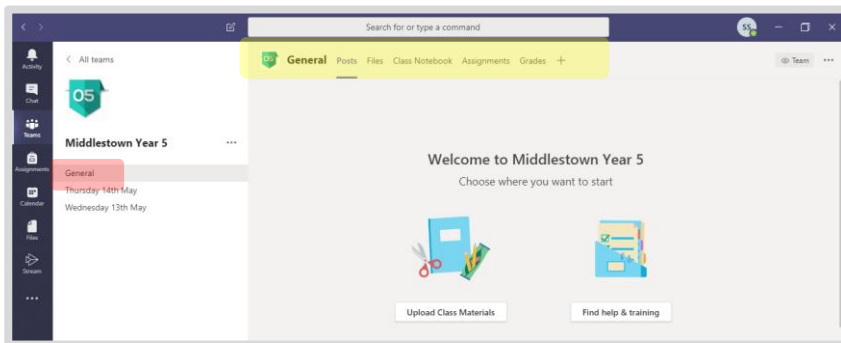 Search for or type a command
SS
Activity
Chat
Teams
Assignments
Calendar
Files
Stream
All teams
05
Middlestown Year 5
General
Thursday 14th May
Wednesday 13th May
05 General Posts Files Class Notebook Assignments Grades
Team
Welcome to Middlestown Year 5
Choose where you want to start
Upload Class Materials
Find help & training